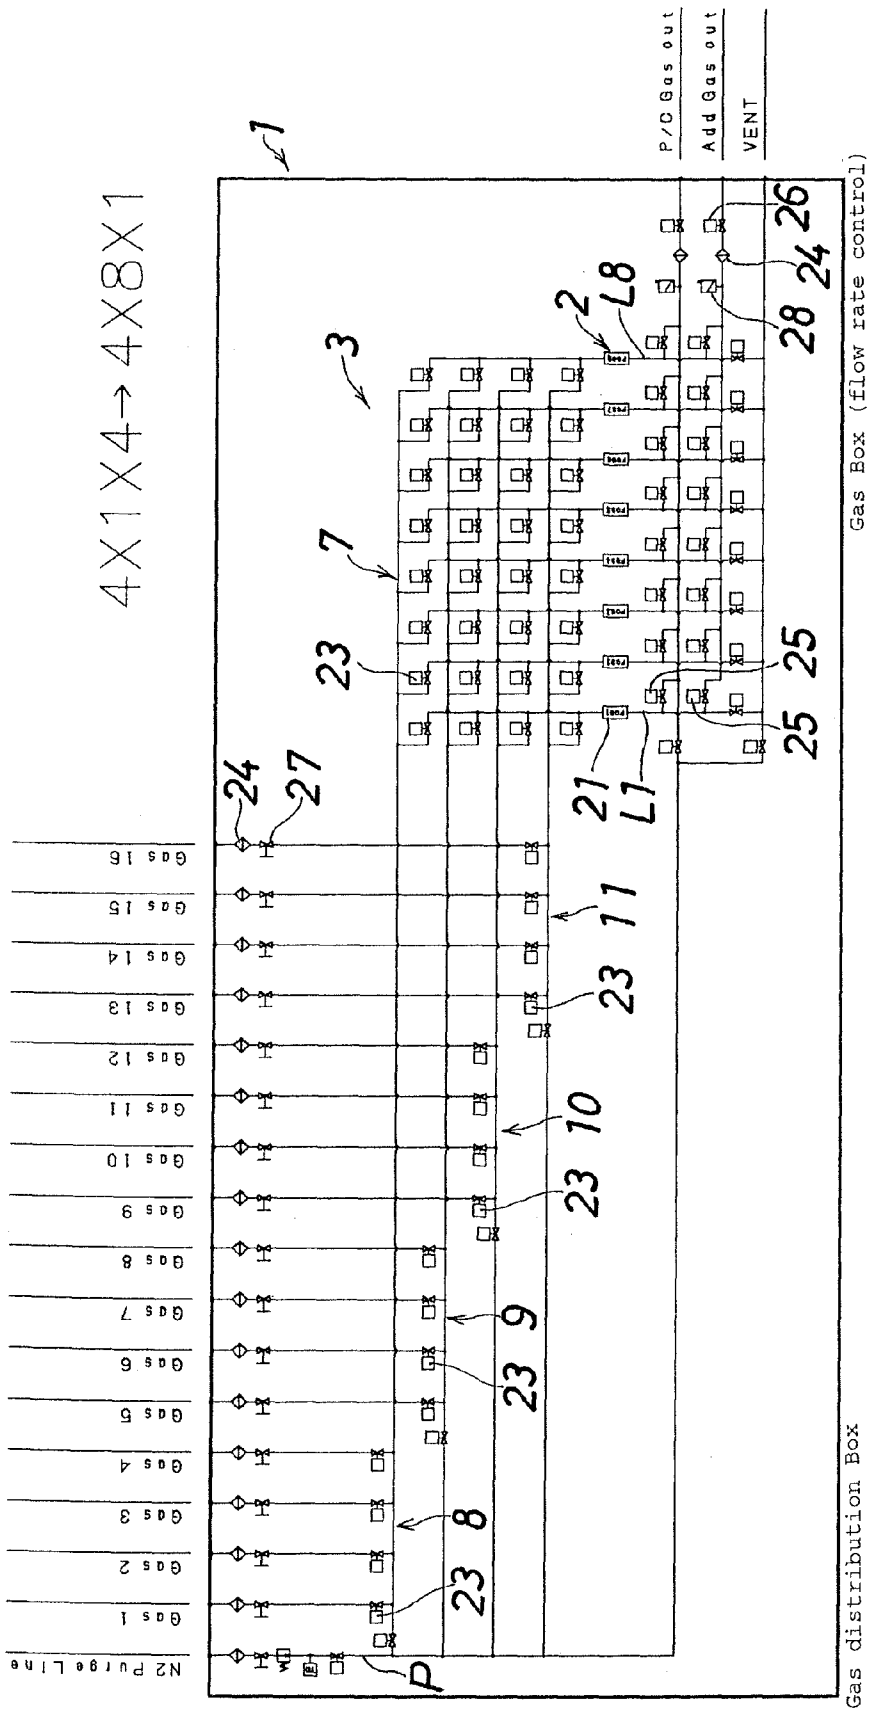 4X1X4→4X8X1
1
P/C Gas out
Add Gas out
VENT
N2 Purge Line
Gas 1
Gas 2
Gas 3
Gas 4
Gas 5
Gas 6
Gas 7
Gas 8
Gas 9
Gas 10
Gas 11
Gas 12
Gas 13
Gas 14
Gas 15
Gas 16
24
27
23
7
3
2
L8
28
24
26
21
L1
25
25
P
23
8
23
9
23
10
23
11
Gas distribution Box
Gas Box (flow rate control)